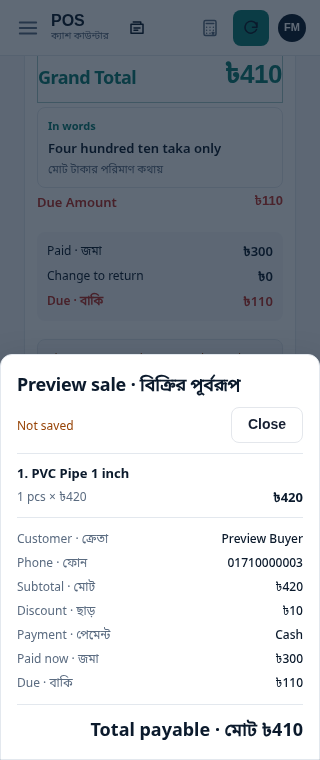 POS
ক্যাশ কাউন্টার
FM
Grand Total ৳410
In words
Four hundred ten taka only
মোট টাকার পরিমাণ কথায়
Due Amount ৳110
Paid · জমা ৳300
Change to return ৳0
Due · বাকি ৳110
Preview sale · বিক্রির পূর্বরূপ
Not saved Close
1. PVC Pipe 1 inch
1 pcs × ৳420 ৳420
Customer · ক্রেতা Preview Buyer
Phone · ফোন 01710000003
Subtotal · মোট ৳420
Discount · ছাড় ৳10
Payment · পেমেন্ট Cash
Paid now · জমা ৳300
Due · বাকি ৳110
Total payable · মোট ৳410